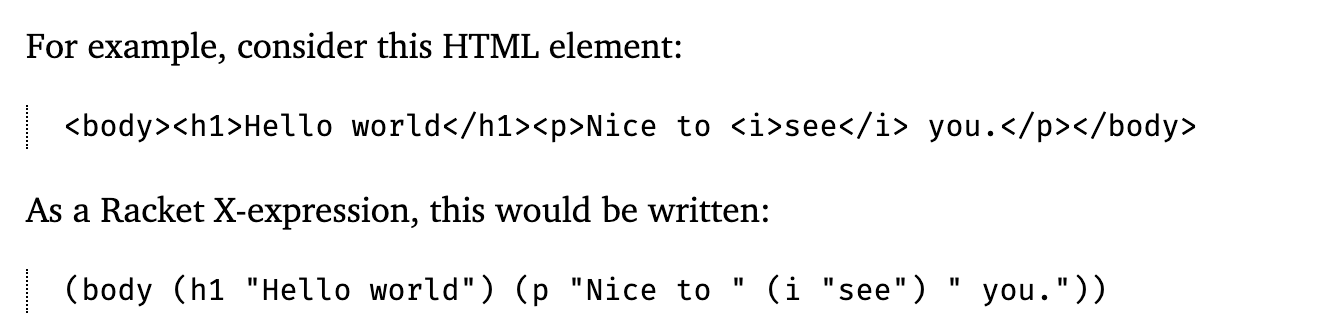 For example, consider this HTML element:
<body><h1>Hello world</h1><p>Nice to <i>see</i> you.</p></body>
As a Racket X-expression, this would be written:
(body (h1 "Hello world") (p "Nice to " (i "see") " you."))